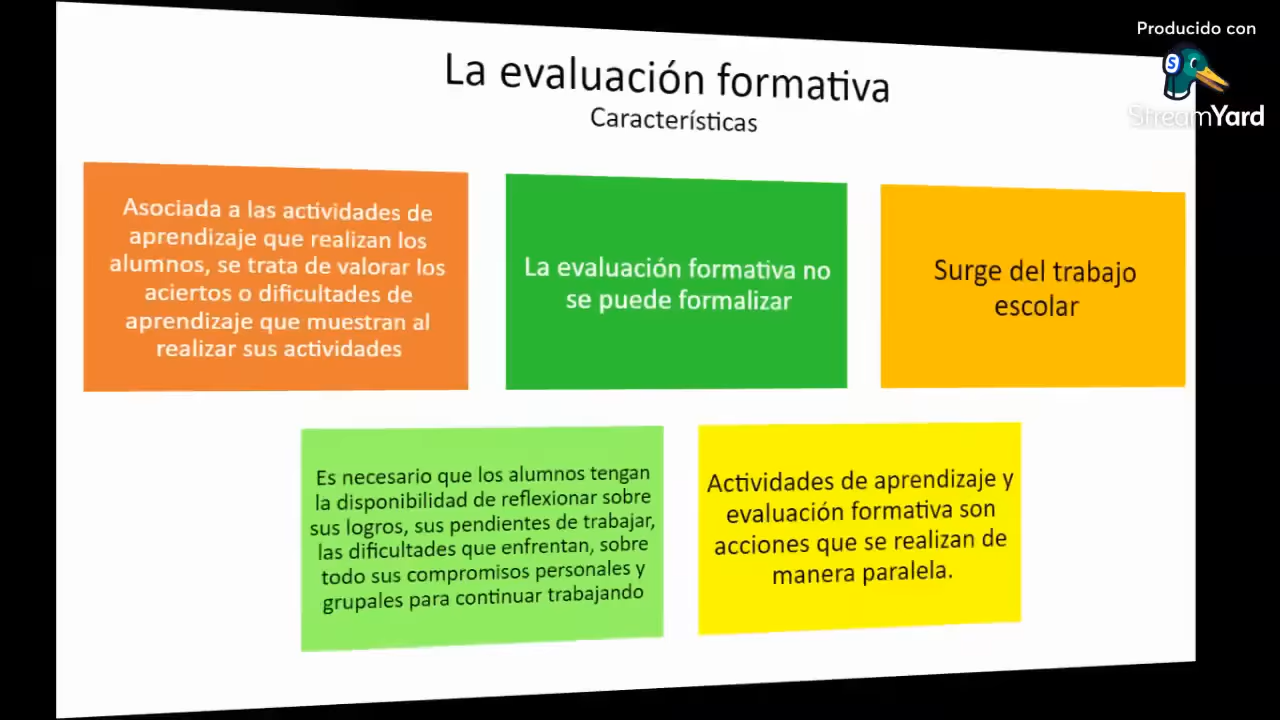 Producido con
StreamYard
La evaluación formativa
Características
Asociada a las actividades de
aprendizaje que realizan los
alumnos, se trata de valorar los
aciertos o dificultades de
aprendizaje que muestran al
realizar sus actividades
La evaluación formativa no
se puede formalizar
Surge del trabajo
escolar
Es necesario que los alumnos tengan
la disponibilidad de reflexionar sobre
sus logros, sus pendientes de trabajar,
las dificultades que enfrentan, sobre
todo sus compromisos personales y
grupales para continuar trabajando
Actividades de aprendizaje y
evaluación formativa son
acciones que se realizan de
manera paralela.